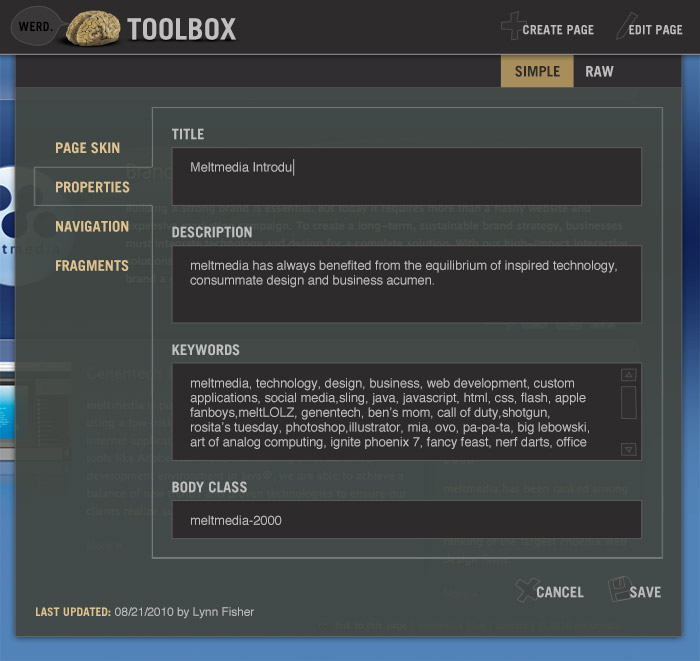 WERD.
TOOLBOX
CREATE PAGE
EDIT PAGE
SIMPLE
RAW
PAGE SKIN
PROPERTIES
NAVIGATION
FRAGMENTS
TITLE
Meltmedia Introdu
DESCRIPTION
meltmedia has always benefited from the equilibrium of inspired technology,
consummate design and business acumen.
KEYWORDS
meltmedia, technology, design, business, web development, custom
applications, social media,sling, java, javascript, html, css, flash, apple
fanboys,meltLOLZ, genentech, ben's mom, call of duty,shotgun,
rosita's tuesday, photoshop,illustrator, mia, ovo, pa-pa-ta, big lebowski,
art of analog computing, ignite phoenix 7, fancy feast, nerf darts, office
BODY CLASS
meltmedia-2000
CANCEL
SAVE
LAST UPDATED: 08/21/2010 by Lynn Fisher